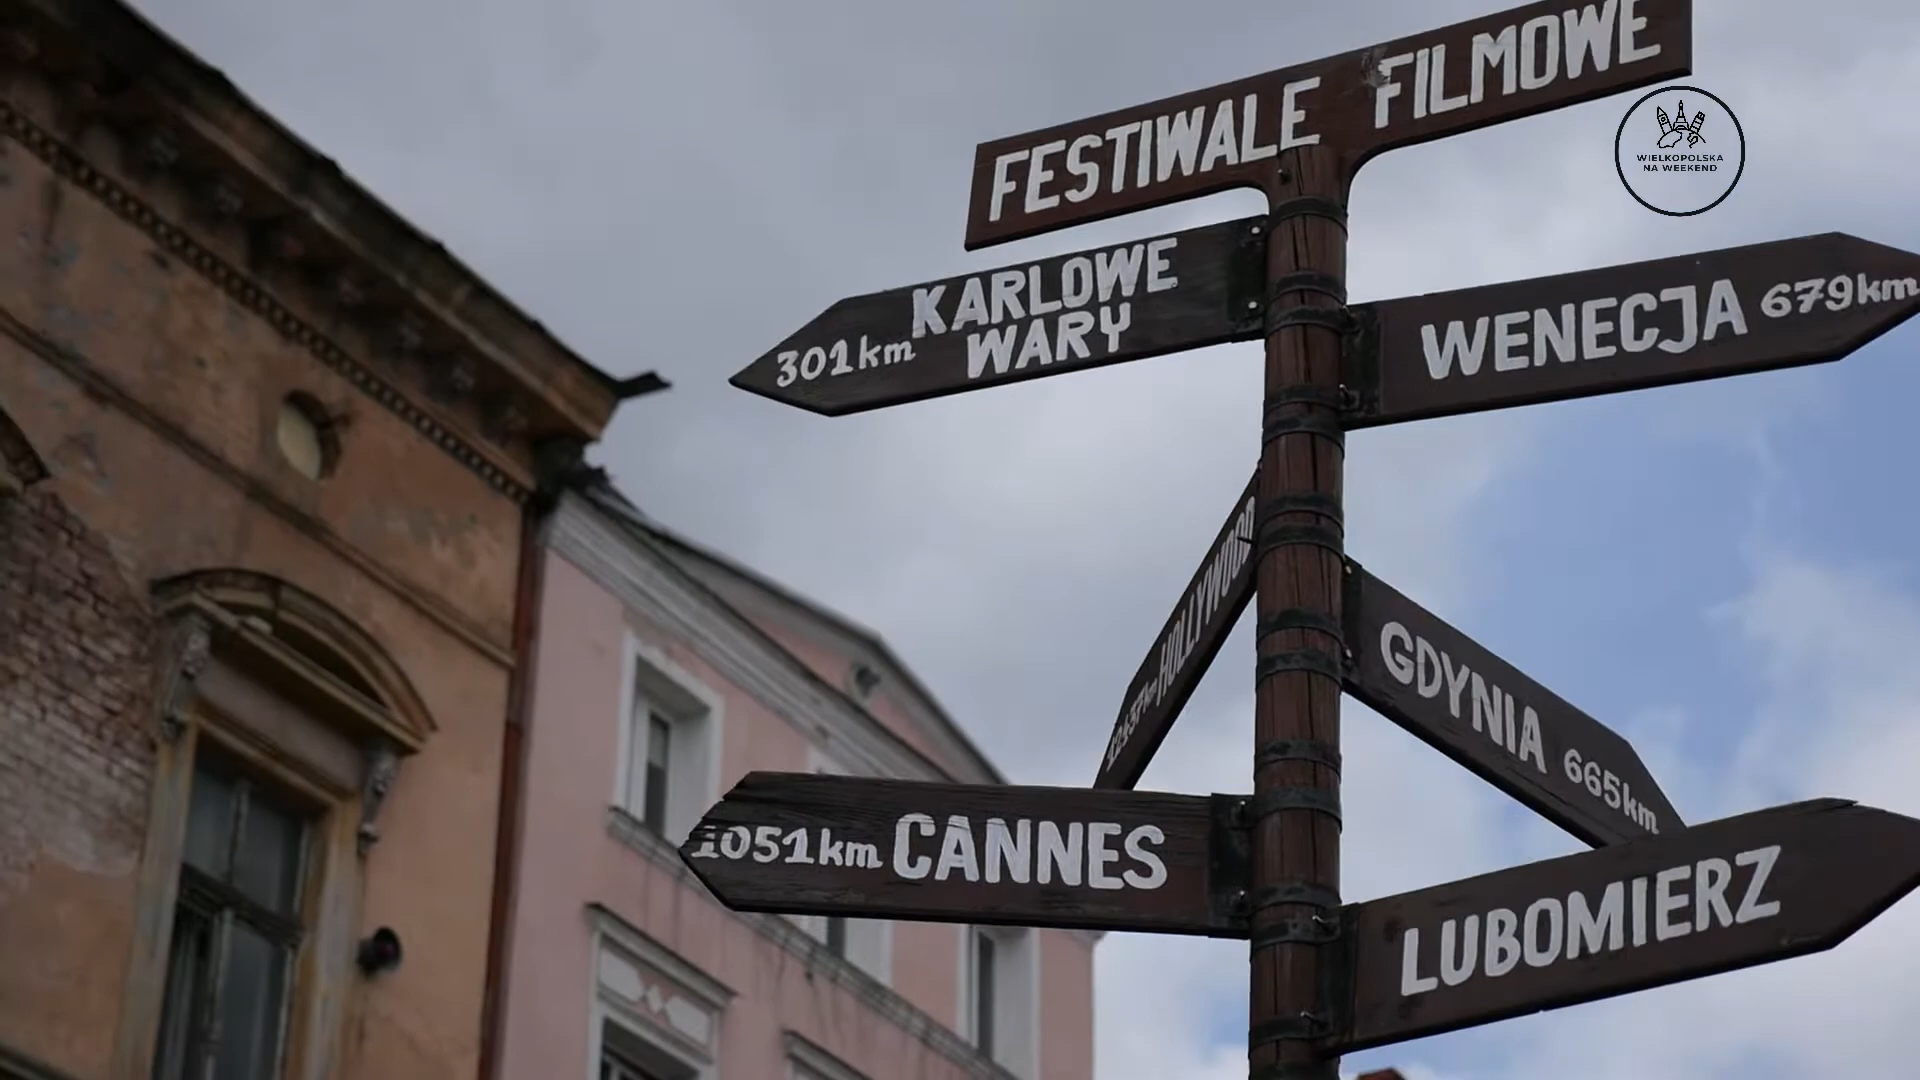 FESTIWALE FILMOWE
WIELKOPOLSKA
NA WEEKEND
KARLOWE
301km WARY
WENECJA 679km
HOLLYWOOD
GDYNIA 665km
1051km CANNES
LUBOMIERZ